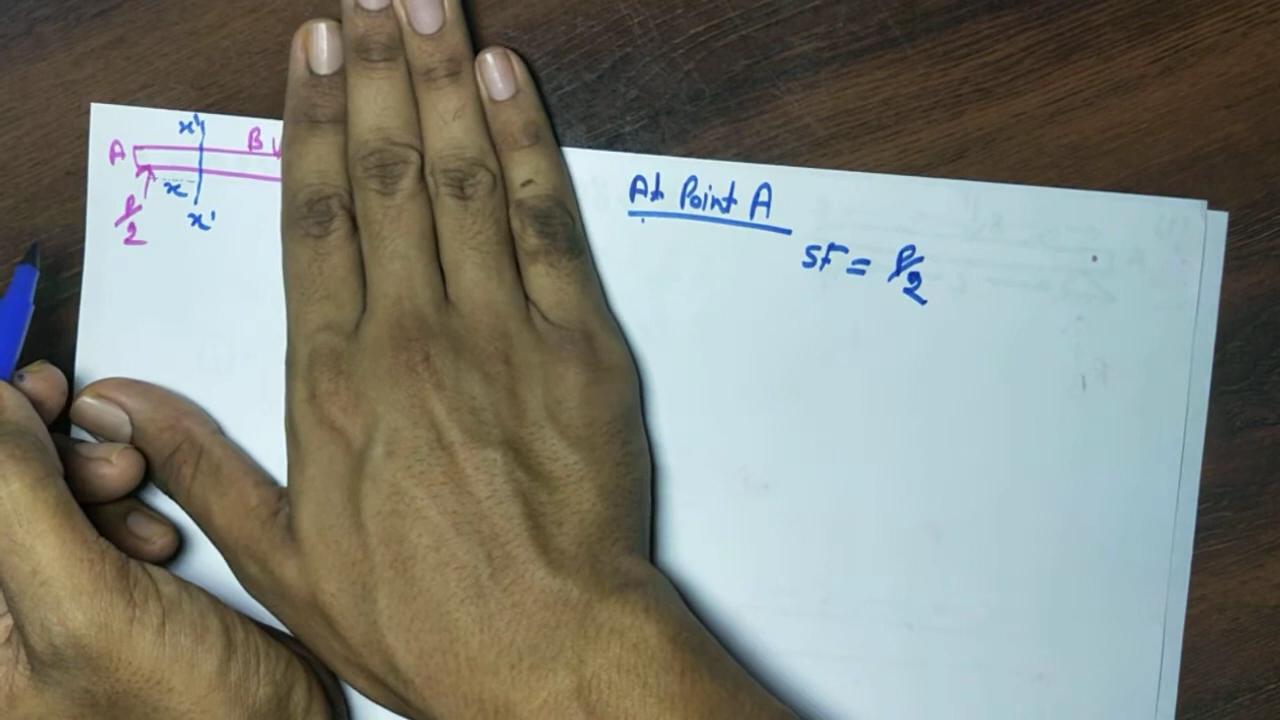 x'
A B
x
P/2
x'
At Point A
SF = P/2